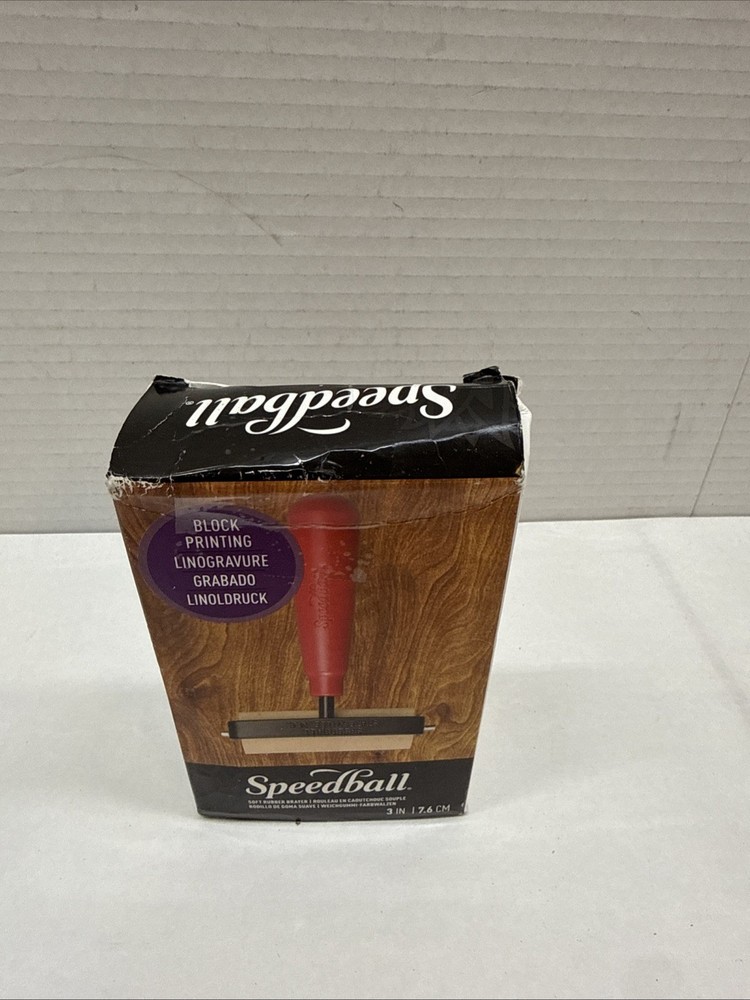 Speedball®
BLOCK
PRINTING
LINOGRAVURE
GRABADO
LINOLDRUCK
Speedball
Speedball™
SOFT RUBBER BRAYER | ROULEAU EN CAOUTCHOUC SOUPLE
RODILLO DE GOMA SUAVE | WEICHGUMMI-FARBWALZEN
3 IN | 7.6 CM